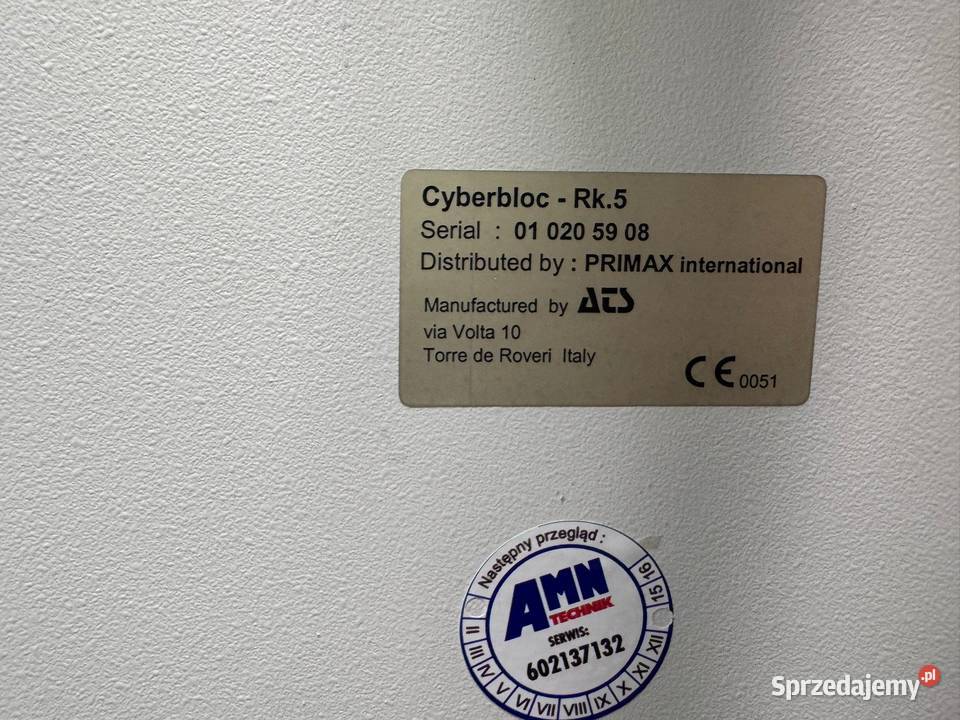 Cyberbloc - Rk.5
Serial : 01 020 59 08
Distributed by : PRIMAX international
Manufactured by ATS
via Volta 10
Torre de Roveri Italy
CE 0051
Następny przegląd :
15 16
AMN
TECHNIK
SERWIS:
602137132
II III IV V VI VII VIII IX X XI XII
Sprzedajemy.pl